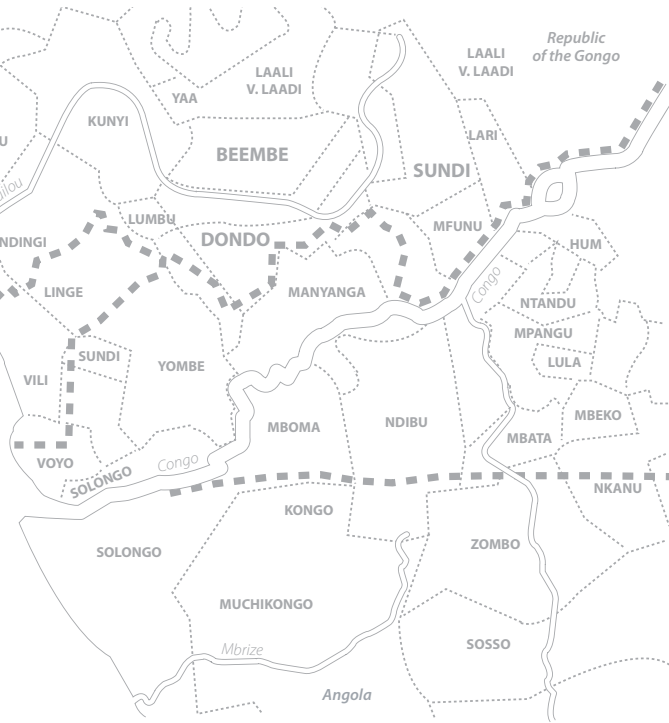 Republic
of the Gongo
LAALI
V. LAADI
LAALI
V. LAADI
YAA
KUNYI
U
LARI
BEEMBE
SUNDI
ilou
LUMBU
MFUNU
NDINGI
DONDO
HUM
Congo
LINGE
MANYANGA
NTANDU
MPANGU
SUNDI
LULA
YOMBE
VILI
MBEKO
NDIBU
MBOMA
MBATA
VOYO
Congo
SOLONGO
NKANU
KONGO
ZOMBO
SOLONGO
MUCHIKONGO
SOSSO
Mbrize
Angola